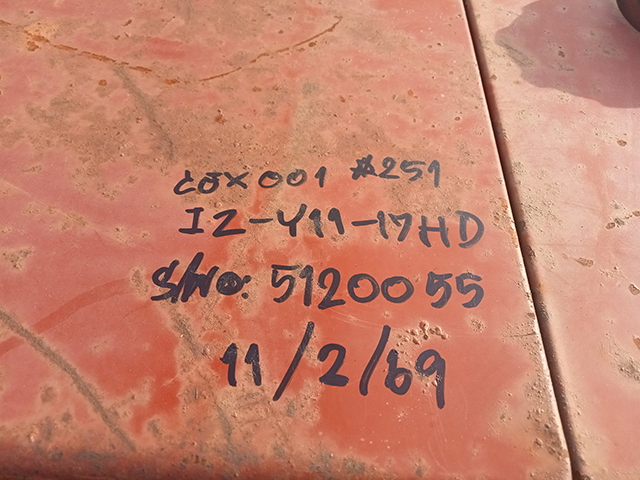 COX001 #251
IZ-Y11-17HD
S/NO: 5120055
11/2/69